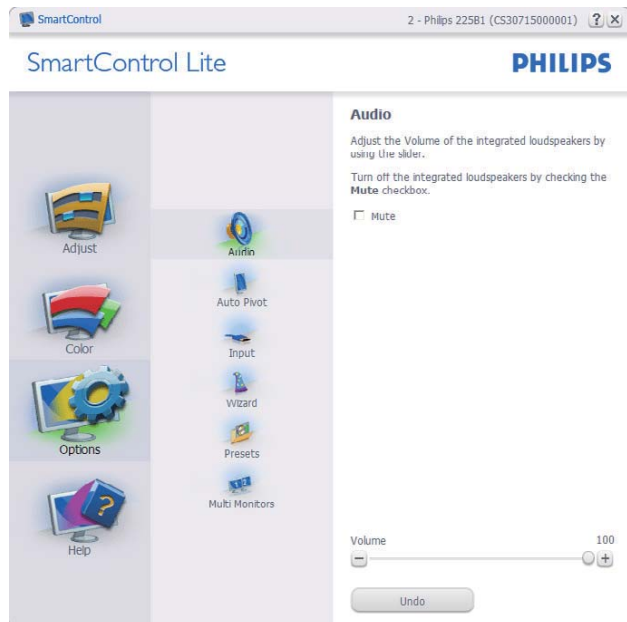 SmartControl
2 - Philips 225B1 (CS30715000001)
?
SmartControl Lite
PHILIPS
Adjust
Color
Options
?
Help
Audio
Auto Pivot
Input
Wizard
Presets
1 2
Multi Monitors
Audio
Adjust the Volume of the integrated loudspeakers by
using the slider.
Turn off the integrated loudspeakers by checking the
Mute checkbox.
Mute
Volume
100
Undo